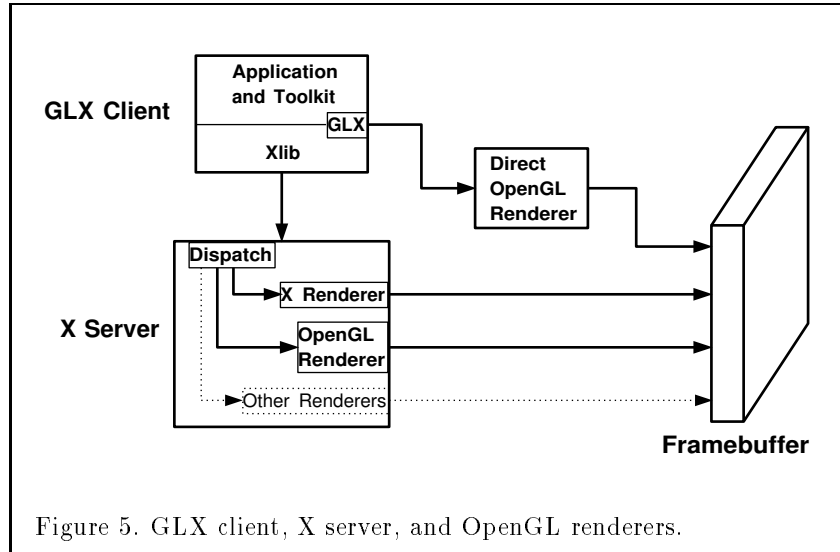 Application
and Toolkit
GLX Client
GLX
Xlib
Direct
OpenGL
Renderer
Dispatch
X Renderer
X Server
OpenGL
Renderer
Other Renderers
Framebuffer
Figure 5. GLX client, X server, and OpenGL renderers.